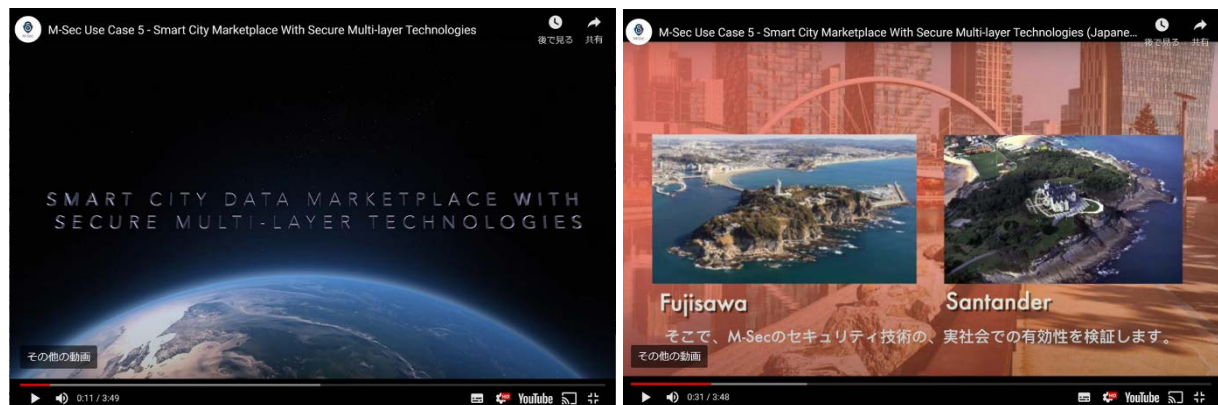 M-Sec Use Case 5 - Smart City Marketplace With Secure Multi-layer Technologies
後で見る
共有
SMART CITY DATA MARKETPLACE WITH
SECURE MULTI-LAYER TECHNOLOGIES
その他の動画
0:11 / 3:49
YouTube
M-Sec Use Case 5 - Smart City Marketplace With Secure Multi-layer Technologies (Japane...
後で見る
共有
Fujisawa
Santander
そこで、M-Secのセキュリティ技術の、実社会での有効性を検証します。
その他の動画
0:31 / 3:48
YouTube